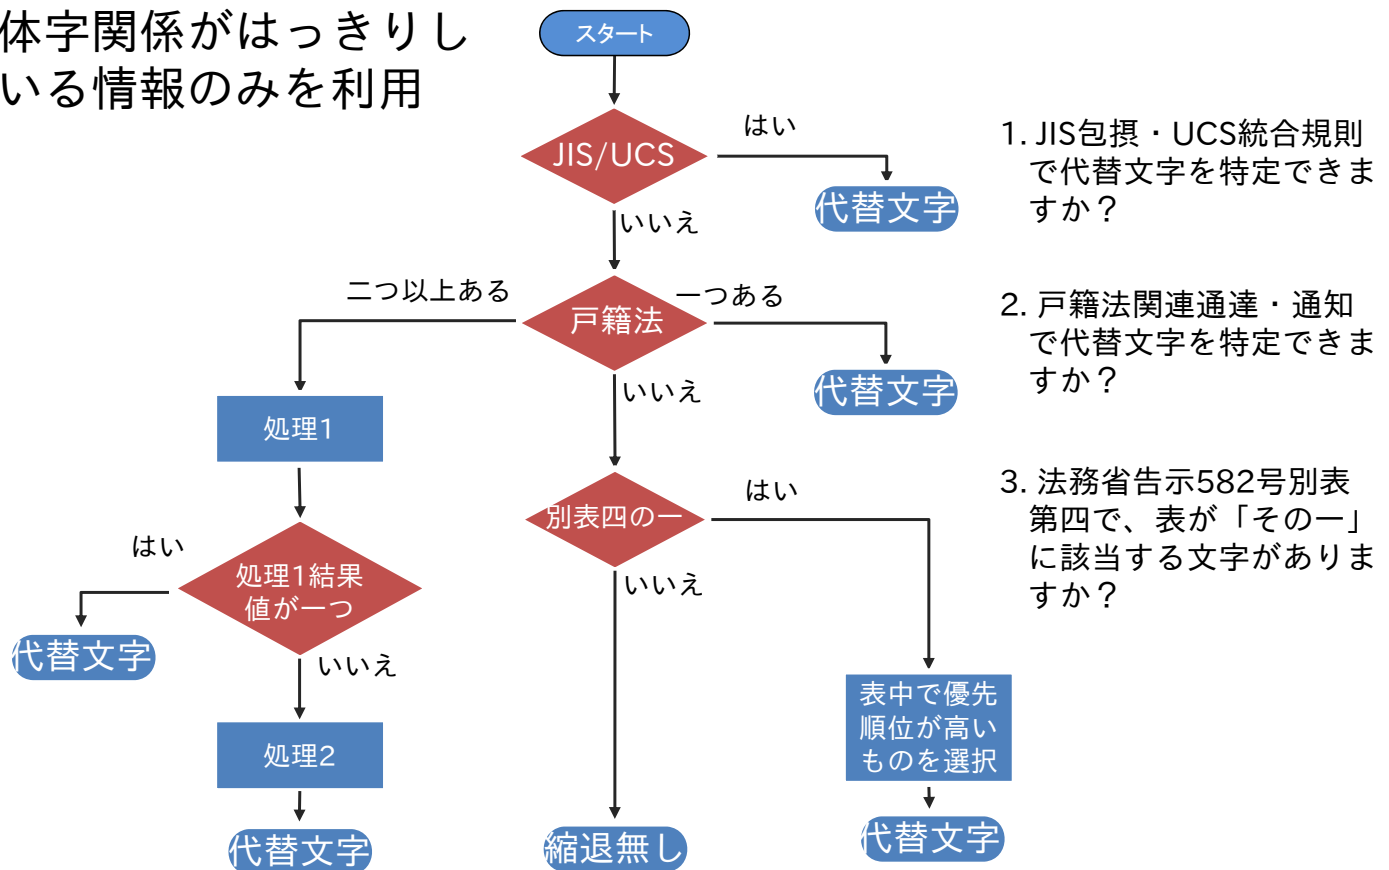 体字関係がはっきりし
いる情報のみを利用
スタート
JIS/UCS
はい
代替文字
いいえ
1. JIS包摂・UCS統合規則
で代替文字を特定できま
すか？
二つ以上ある
戸籍法
一つある
代替文字
いいえ
2. 戸籍法関連通達・通知
で代替文字を特定できま
すか？
処理1
別表四の一
はい
いいえ
3. 法務省告示582号別表
第四で、表が「その一」
に該当する文字がありま
すか？
はい
処理1結果
値が一つ
代替文字
いいえ
処理2
代替文字
縮退無し
表中で優先
順位が高い
ものを選択
代替文字